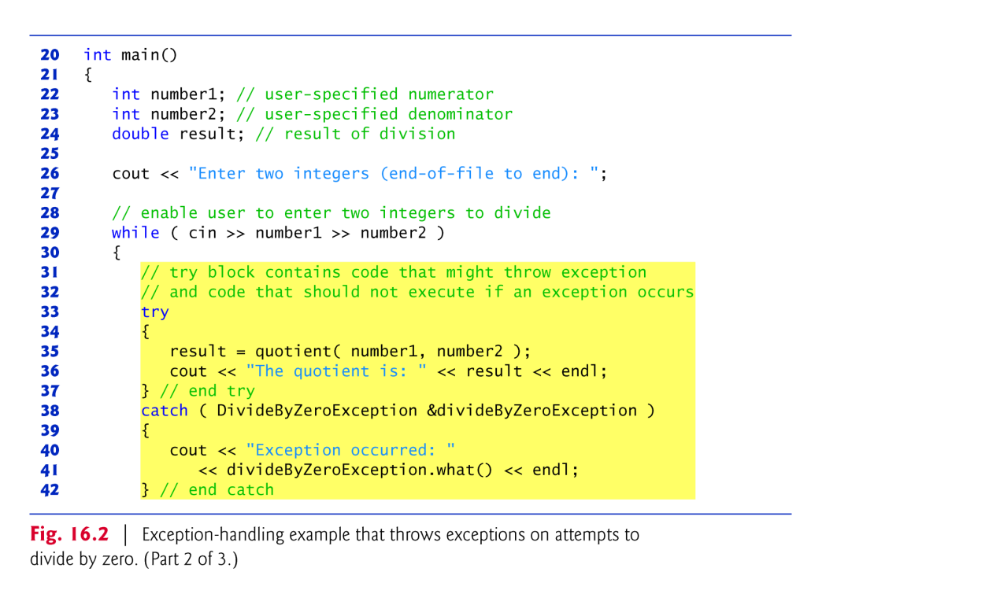 20 int main()
21 {
22 int number1; // user-specified numerator
23 int number2; // user-specified denominator
24 double result; // result of division
25
26 cout << "Enter two integers (end-of-file to end): ";
27
28 // enable user to enter two integers to divide
29 while ( cin >> number1 >> number2 )
30 {
31 // try block contains code that might throw exception
32 // and code that should not execute if an exception occurs
33 try
34 {
35 result = quotient( number1, number2 );
36 cout << "The quotient is: " << result << endl;
37 } // end try
38 catch ( DivideByZeroException &divideByZeroException )
39 {
40 cout << "Exception occurred: "
41 << divideByZeroException.what() << endl;
42 } // end catch
Fig. 16.2 | Exception-handling example that throws exceptions on attempts to
divide by zero. (Part 2 of 3.)